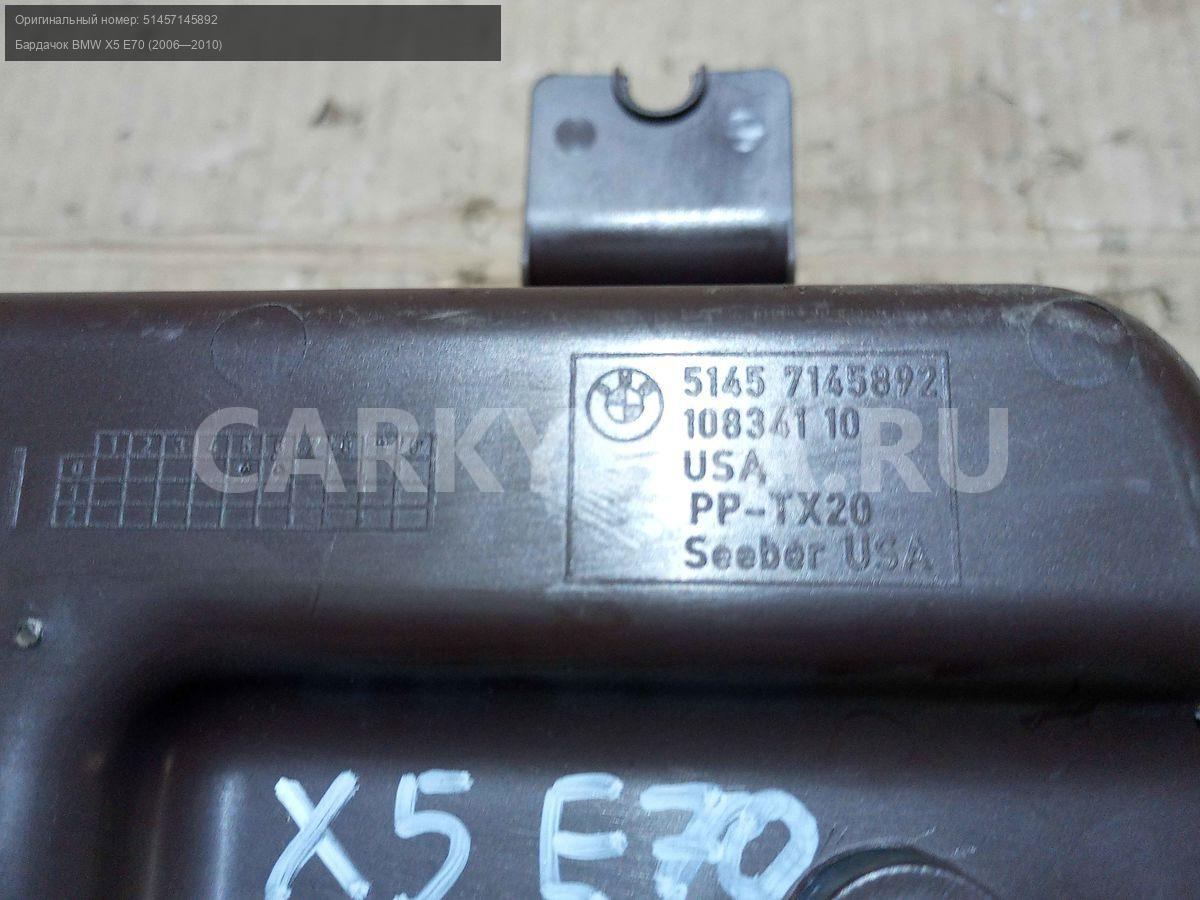 Оригинальный номер: 51457145892
Бардачок BMW X5 E70 (2006—2010)
5145 7145892
108341 10
USA
PP-TX20
Seeber USA
X5 E70